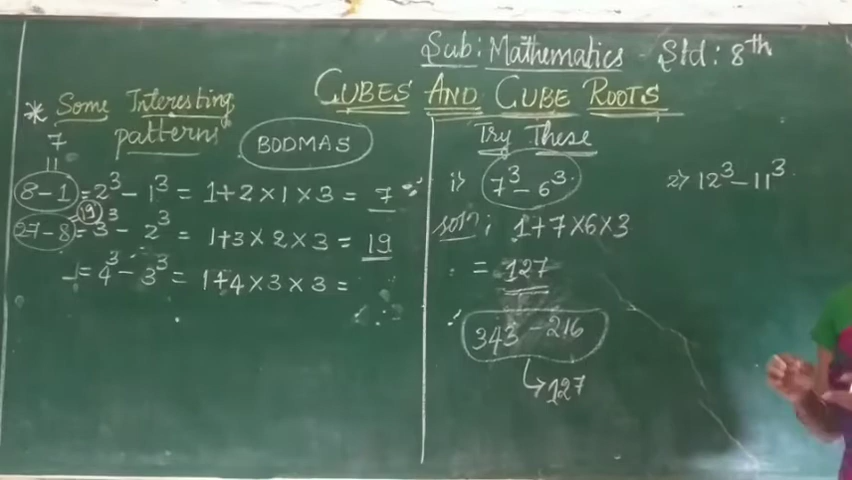 Sub: Mathematics - Std: 8th
CUBES AND CUBE ROOTS
* Some Interesting
patterns
BODMAS
7
=
8-1 = 2³ - 1³ = 1+2×1×3 = 7
19
27-8 = 3³ - 2³ = 1+3×2×3 = 19
= 4³ - 3³ = 1+4×3×3 =
Try These
i> 7³ - 6³
soln: 1+7×6×3
= 127
343 - 216
↳ 127
2> 12³ - 11³